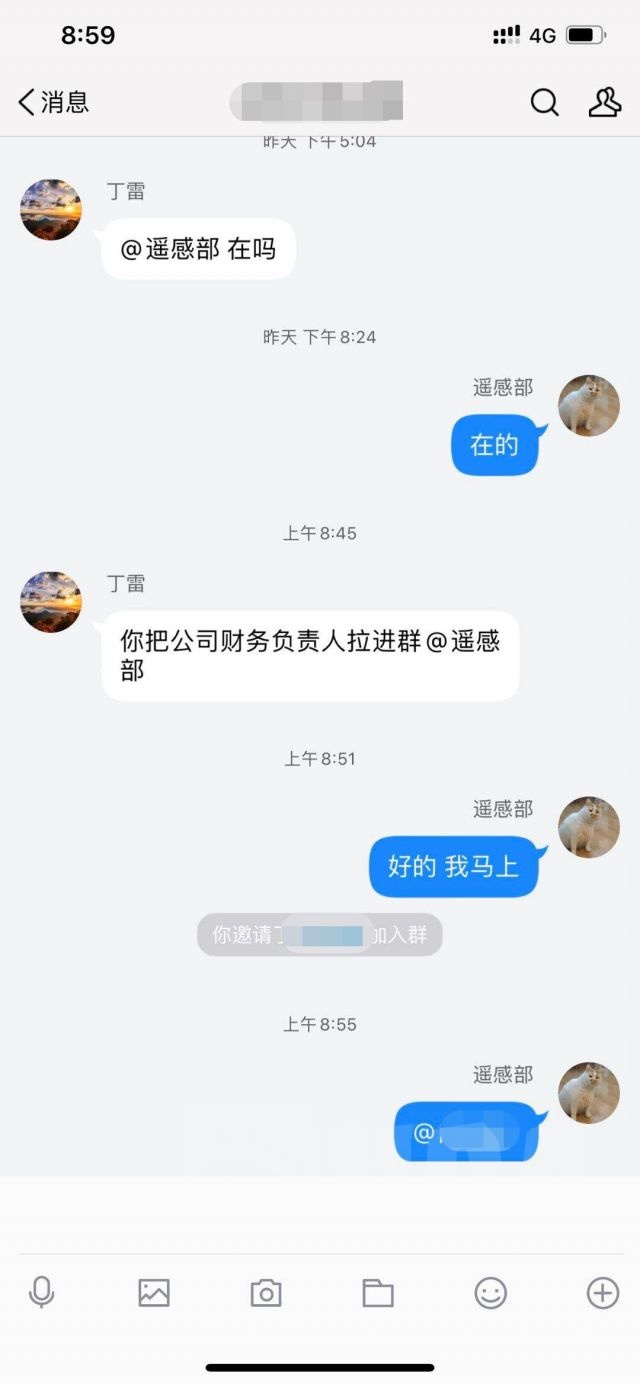 8:59
4G
消息
昨天 下午5:04
丁雷
@遥感部 在吗
昨天 下午8:24
遥感部
在的
上午8:45
丁雷
你把公司财务负责人拉进群@遥感
部
上午8:51
遥感部
好的 我马上
你邀请了 加入群
上午8:55
遥感部
@